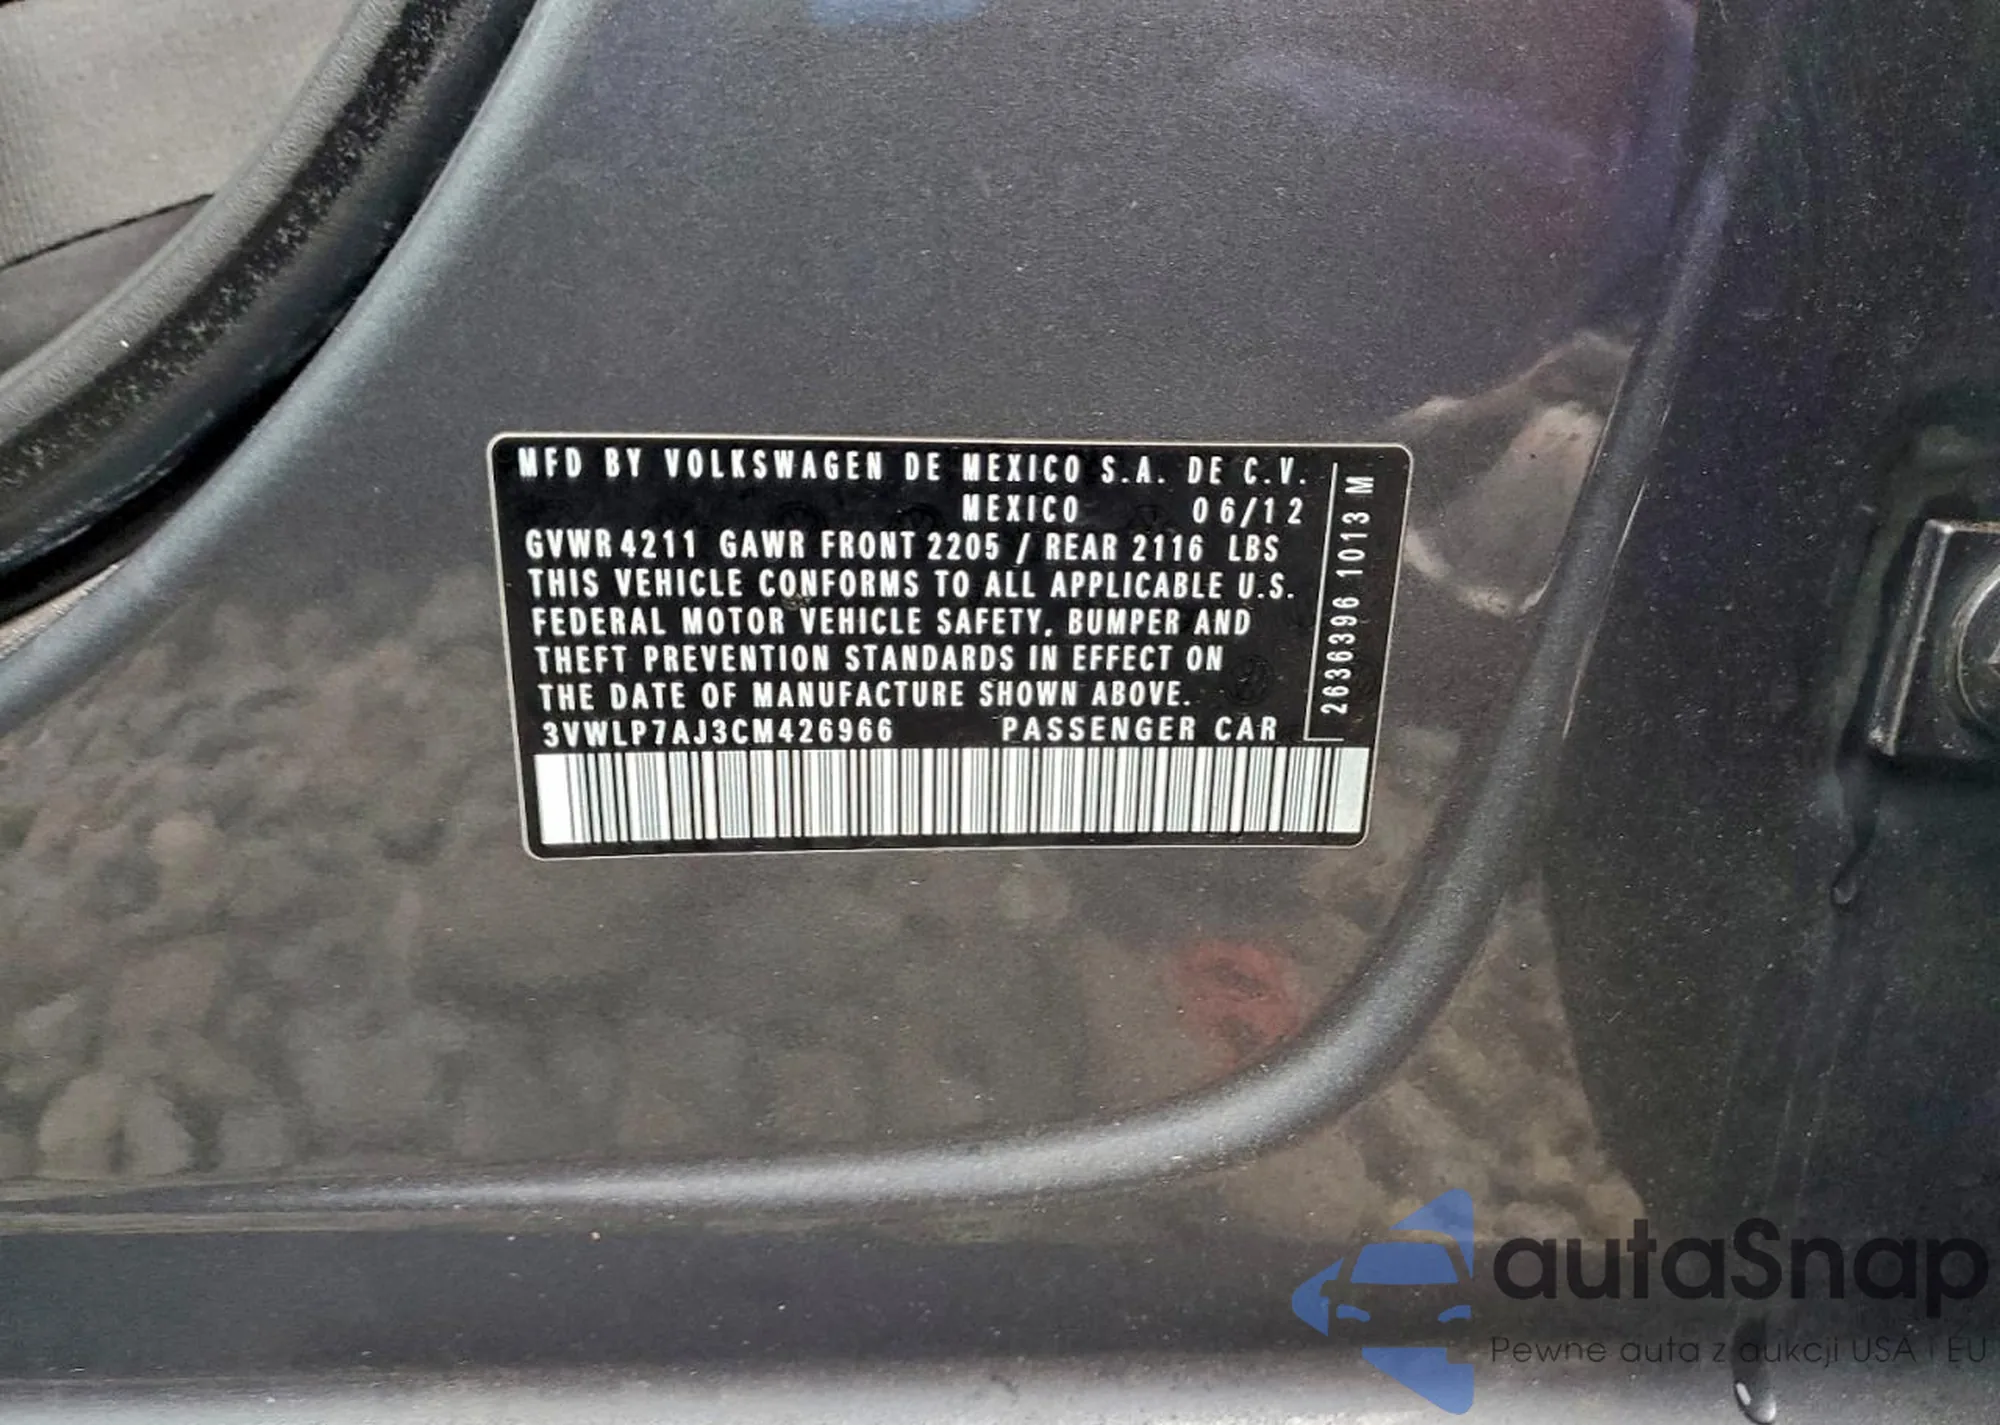 MFD BY VOLKSWAGEN DE MEXICO S.A. DE C.V.
MEXICO 06/12
GVWR 4211 GAWR FRONT 2205 / REAR 2116 LBS
THIS VEHICLE CONFORMS TO ALL APPLICABLE U.S.
FEDERAL MOTOR VEHICLE SAFETY, BUMPER AND
THEFT PREVENTION STANDARDS IN EFFECT ON
THE DATE OF MANUFACTURE SHOWN ABOVE.
3VWLP7AJ3CM426966 PASSENGER CAR
2636396 1013 M
autaSnap
Pewne auta z aukcji USA i EU